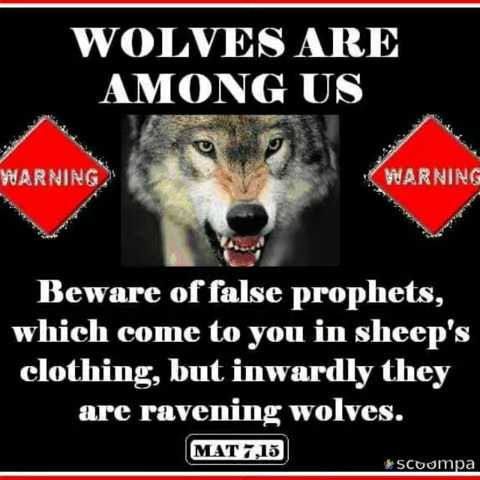 WOLVES ARE
AMONG US
WARNING
WARNING
Beware of false prophets,
which come to you in sheep's
clothing, but inwardly they
are ravening wolves.
MAT 7,15
scoompa